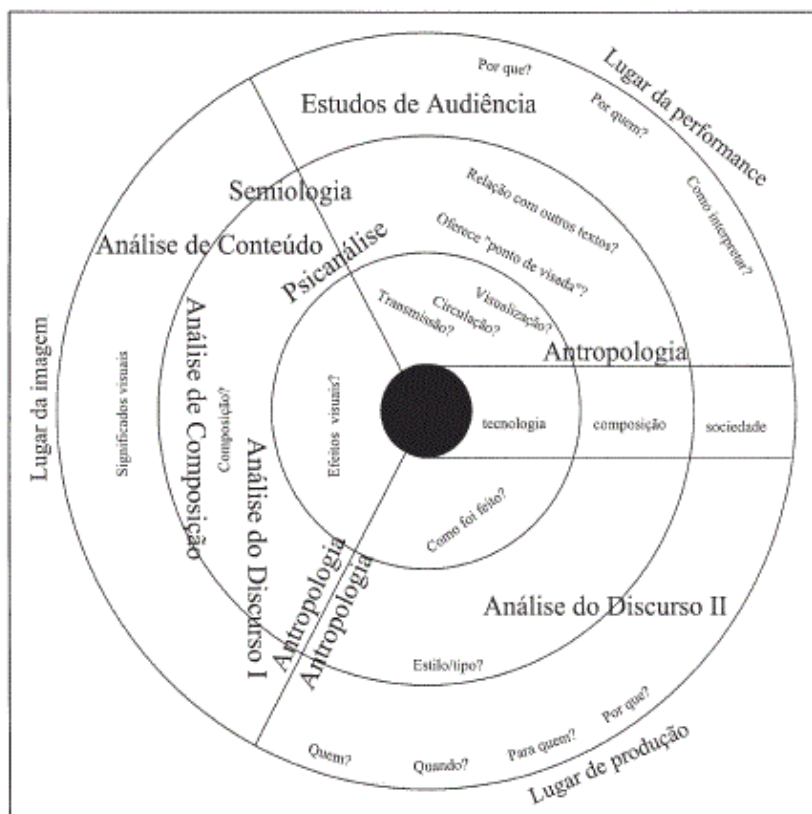 Por que?
Lugar da performance
Estudos de Audiência
Por quem?
Semiologia
Relação com outros textos?
Como interpretar?
Análise de Conteúdo
Psicanálise
Oferece "ponto de visada"?
Visualização?
Circulação?
Transmissão?
Antropologia
Lugar da imagem
Significados visuais
Análise de Composição
Composição?
Análise do Discurso I
Efeitos visuais?
tecnologia
composição
sociedade
Como foi feito?
Antropologia
Antropologia
Análise do Discurso II
Estilo/tipo?
Quem?
Quando?
Para quem?
Por que?
Lugar de produção